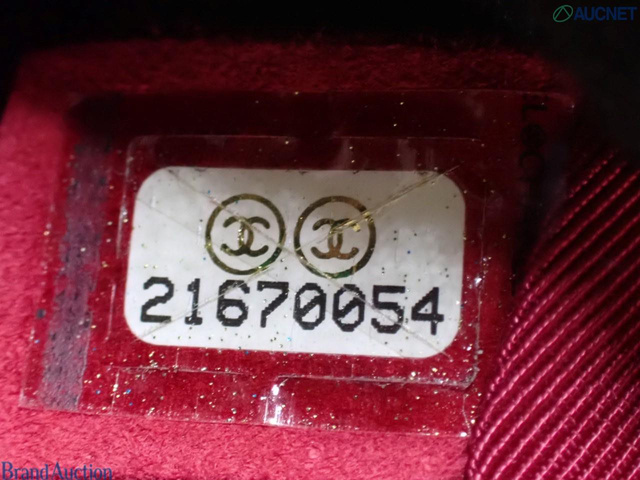 AUCNET
21670054
Brand Auction